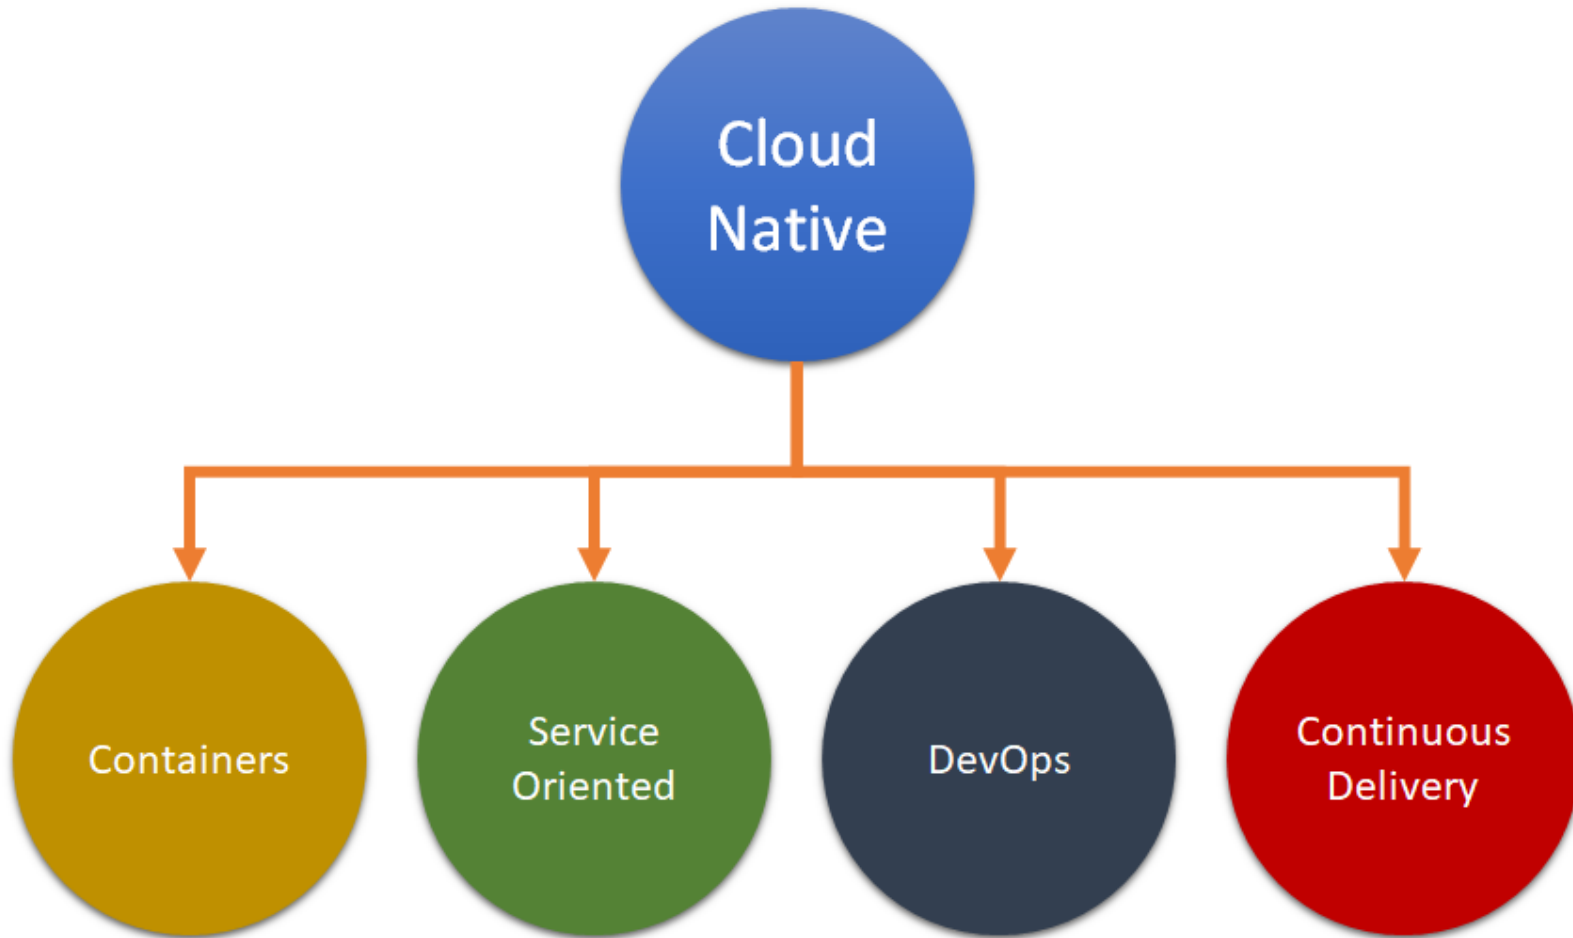 Cloud
Native
Containers
Service
Oriented
DevOps
Continuous
Delivery